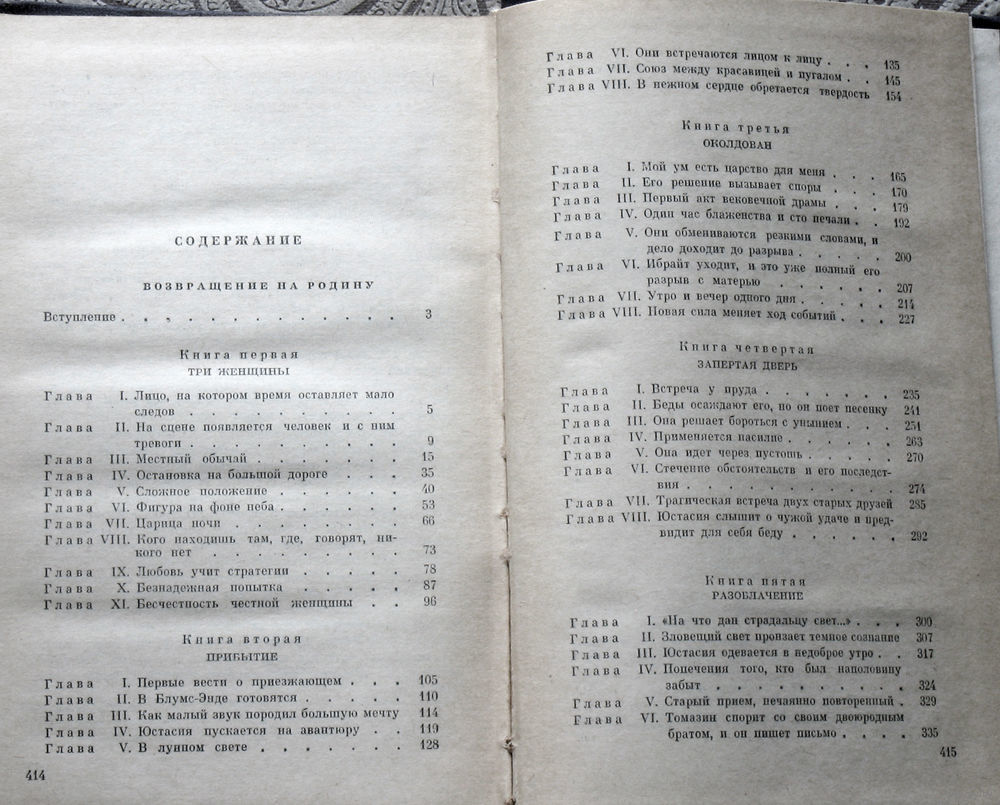 СОДЕРЖАНИЕ
ВОЗВРАЩЕНИЕ НА РОДИНУ
Вступление . . . . . . . . . . . . 3
Книга первая
ТРИ ЖЕНЩИНЫ
Глава I. Лицо, на котором время оставляет мало
следов . . . . . . . . . . 5
Глава II. На сцене появляется человек и с ним
тревоги . . . . . . . . . . 9
Глава III. Местный обычай . . . . . . 15
Глава IV. Остановка на большой дороге . . . 35
Глава V. Сложное положение . . . . . 40
Глава VI. Фигура на фоне неба . . . . . 53
Глава VII. Царица ночи . . . . . . . 66
Глава VIII. Кого находишь там, где, говорят, ни-
кого нет . . . . . . . . 73
Глава IX. Любовь учит стратегии . . . . 78
Глава X. Безнадежная попытка . . . . 87
Глава XI. Бесчестность честной женщины . . 96
Книга вторая
ПРИБЫТИЕ
Глава I. Первые вести о приезжающем . . . 105
Глава II. В Блумс-Энде готовятся . . . . 110
Глава III. Как малый звук породил большую мечту 114
Глава IV. Юстасия пускается на авантюру . . 119
Глава V. В лунном свете . . . . . . 128
414
Глава VI. Они встречаются лицом к лицу . . . 135
Глава VII. Союз между красавицей и пугалом . . 145
Глава VIII. В нежном сердце обретается твердость 154
Книга третья
ОКОЛДОВАН
Глава I. Мой ум есть царство для меня . . . 165
Глава II. Его решение вызывает споры . . . 170
Глава III. Первый акт вековечной драмы . . . 179
Глава IV. Один час блаженства и сто печали . . 192
Глава V. Они обмениваются резкими словами, и
дело доходит до разрыва . . . . . 200
Глава VI. Ибрайт уходит, и это уже полный его
разрыв с матерью . . . . . . 207
Глава VII. Утро и вечер одного дня . . . . 214
Глава VIII. Новая сила меняет ход событий . . . 227
Книга четвертая
ЗАПЕРТАЯ ДВЕРЬ
Глава I. Встреча у пруда . . . . . . 235
Глава II. Беды осаждают его, но он поет песенку 241
Глава III. Она решает бороться с унынием . . . 251
Глава IV. Применяется насилие . . . . . 263
Глава V. Она идет через пустошь . . . . 270
Глава VI. Стечение обстоятельств и его последст-
вия . . . . . . . . . . 274
Глава VII. Трагическая встреча двух старых друзей 285
Глава VIII. Юстасия слышит о чужой удаче и пред-
видит для себя беду . . . . . . 292
Книга пятая
РАЗОБЛАЧЕНИЕ
Глава I. «На что дан страдальцу свет...» . . . 300
Глава II. Зловещий свет пронзает темное сознание 307
Глава III. Юстасия одевается в недоброе утро . . 317
Глава IV. Попечения того, кто был наполовину
забыт . . . . . . . . . 324
Глава V. Старый прием, нечаянно повторенный . 329
Глава VI. Томазин спорит со своим двоюродным
братом, и он пишет письмо . . . . 335
415